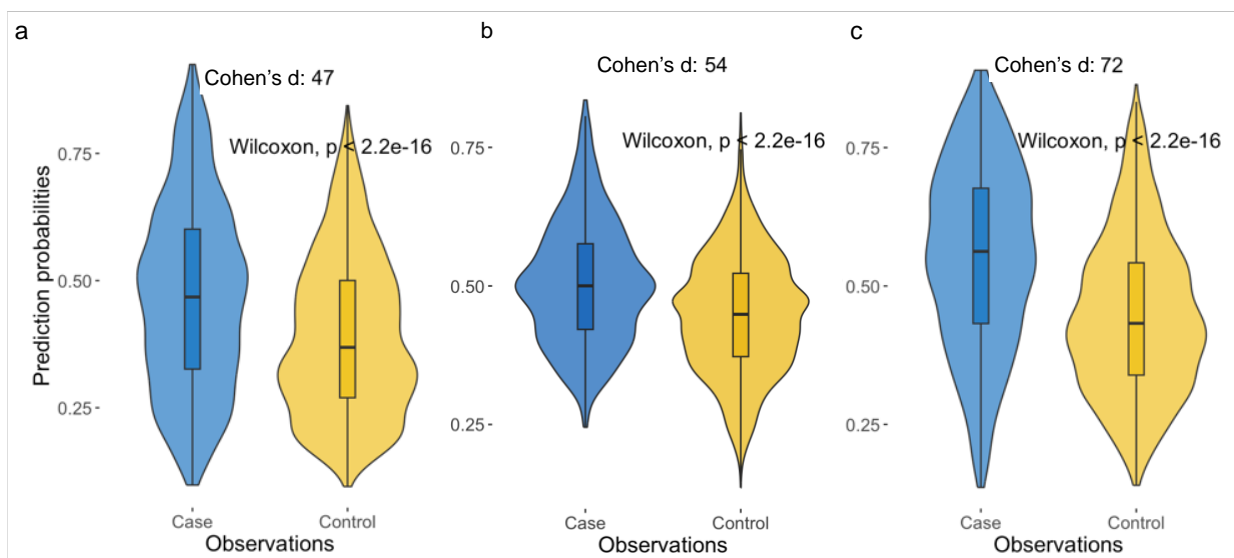 a
b
c
Cohen's d: 47
Cohen's d: 54
Cohen's d: 72
Wilcoxon, p < 2.2e-16
Wilcoxon, p < 2.2e-16
Wilcoxon, p < 2.2e-16
Prediction probabilities
0.75
0.50
0.25
0.75
0.50
0.25
0.75
0.50
0.25
Case
Control
Case
Control
Case
Control
Observations
Observations
Observations